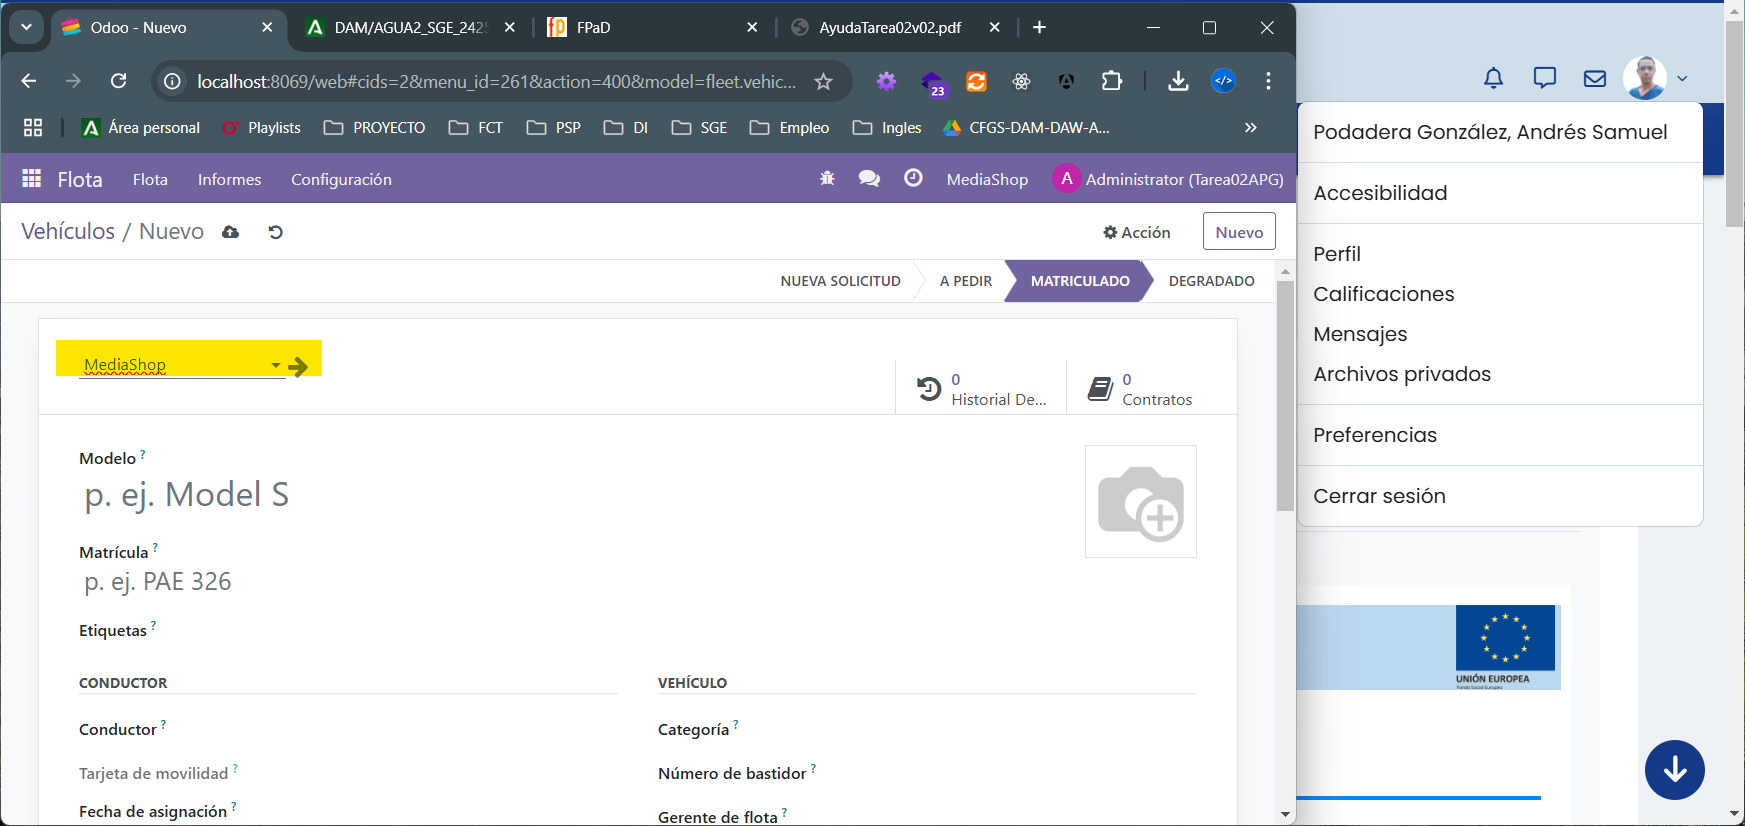 Odoo - Nuevo
DAM/AGUA2_SGE_242
FPaD
AyudaTarea02v02.pdf
localhost:8069/web#cids=2&menu_id=261&action=400&model=fleet.vehic...
23
Área personal
Playlists
PROYECTO
FCT
PSP
DI
SGE
Empleo
Ingles
CFGS-DAM-DAW-A...
Flota
Flota
Informes
Configuración
MediaShop
A
Administrator (Tarea02APG)
Vehículos / Nuevo
Acción
Nuevo
NUEVA SOLICITUD
A PEDIR
MATRICULADO
DEGRADADO
MediaShop
0
Historial De...
0
Contratos
Modelo ?
p. ej. Model S
Matrícula ?
p. ej. PAE 326
Etiquetas ?
CONDUCTOR
VEHÍCULO
Conductor ?
Categoría ?
Tarjeta de movilidad ?
Número de bastidor ?
Fecha de asignación ?
Gerente de flota ?
Podadera González, Andrés Samuel
Accesibilidad
Perfil
Calificaciones
Mensajes
Archivos privados
Preferencias
Cerrar sesión
UNIÓN EUROPEA
Fondo Social Europeo